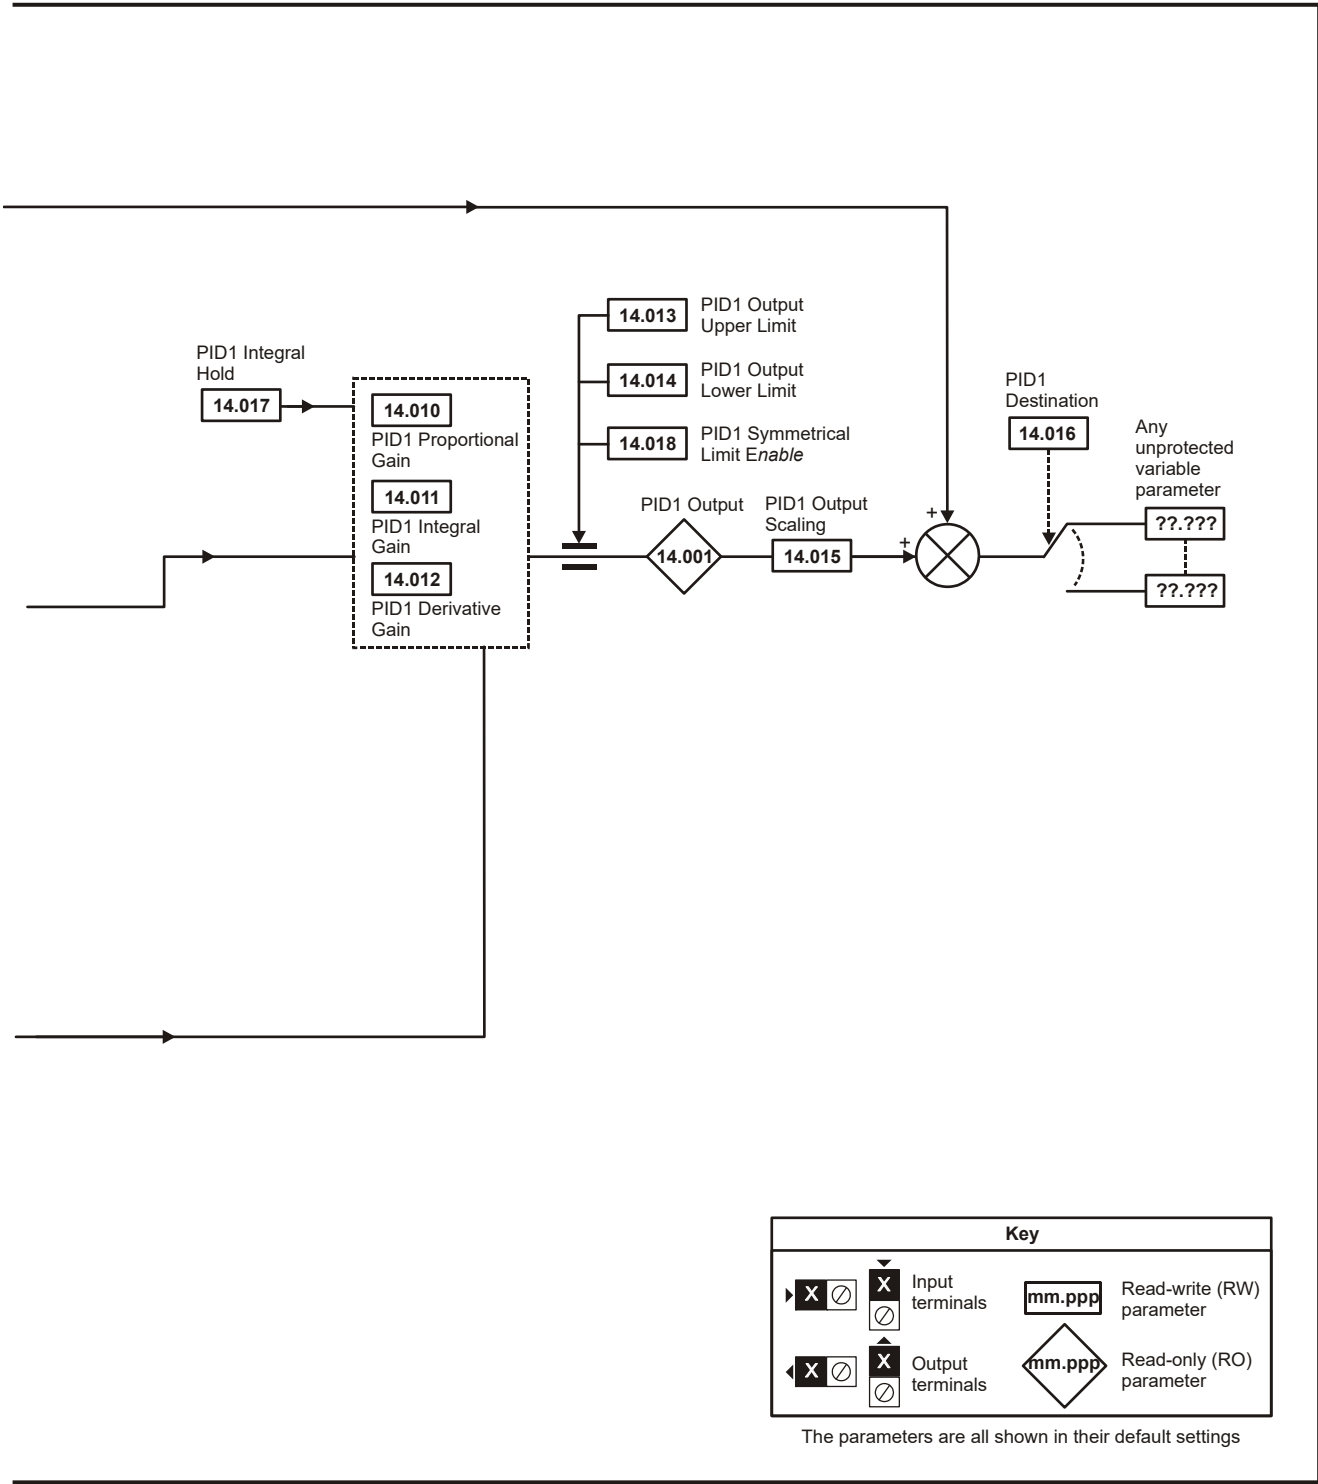 PID1 Output
Upper Limit
14.013
PID1 Integral
Hold
14.017
PID1 Output
Lower Limit
14.014
PID1 Symmetrical
Limit Enable
14.018
14.010
PID1 Proportional
Gain
14.011
PID1 Integral
Gain
14.012
PID1 Derivative
Gain
PID1 Output
14.001
PID1 Output
Scaling
14.015
+
+
PID1
Destination
14.016
Any
unprotected
variable
parameter
??.???
??.???
Key
X
X
Input
terminals
mm.ppp
Read-write (RW)
parameter
X
X
Output
terminals
mm.ppp
Read-only (RO)
parameter
The parameters are all shown in their default settings